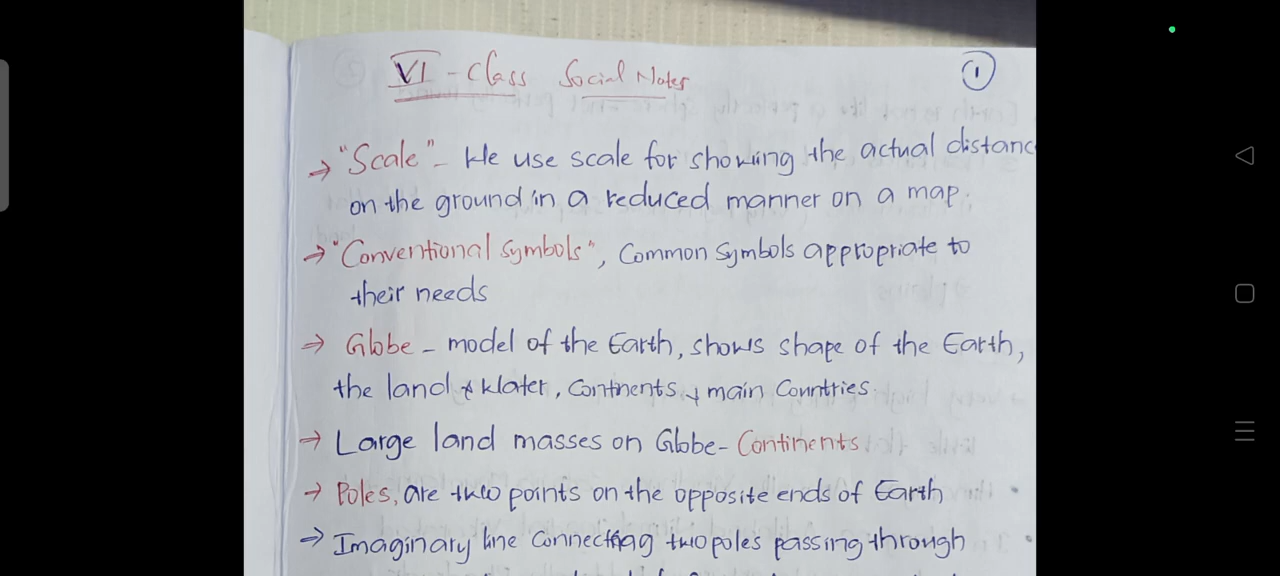 VI - Class Social Notes
1
→ "Scale" - We use scale for showing the actual distanc
on the ground in a reduced manner on a map.
→ "Conventional Symbols", Common Symbols appropriate to
their needs
→ Globe - model of the Earth, shows shape of the Earth,
the land & Water, Continents & main Countries.
→ Large land masses on Globe - Continents
→ Poles, are two points on the opposite ends of Earth
→ Imaginary line connecting two poles passing through